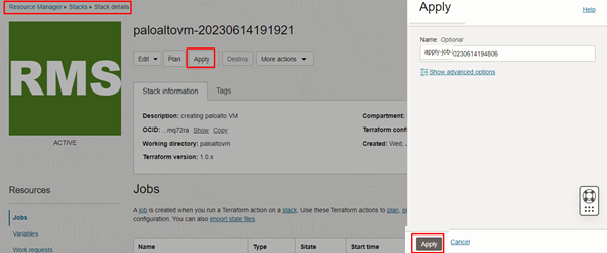 Resource Manager » Stacks » Stack details
RMS
ACTIVE
Resources
Jobs
Variables
Work requests
paloaltovm-20230614191921
Edit Plan Apply Destroy More actions
Stack information Tags
Description: creating paloalto VM
OCID: ...mq72ra Show Copy
Working directory: paloaltovm
Terraform version: 1.0.x
Compartment:
Terraform conf
Created: Wed,
Jobs
A job is created when you run a Terraform action on a stack. Use these Terraform actions to plan,
configuration. You can also import state files.
Name Type State Start time
Apply
Help
Name Optional
apply-job-20230614194806
Show advanced options
Apply Cancel